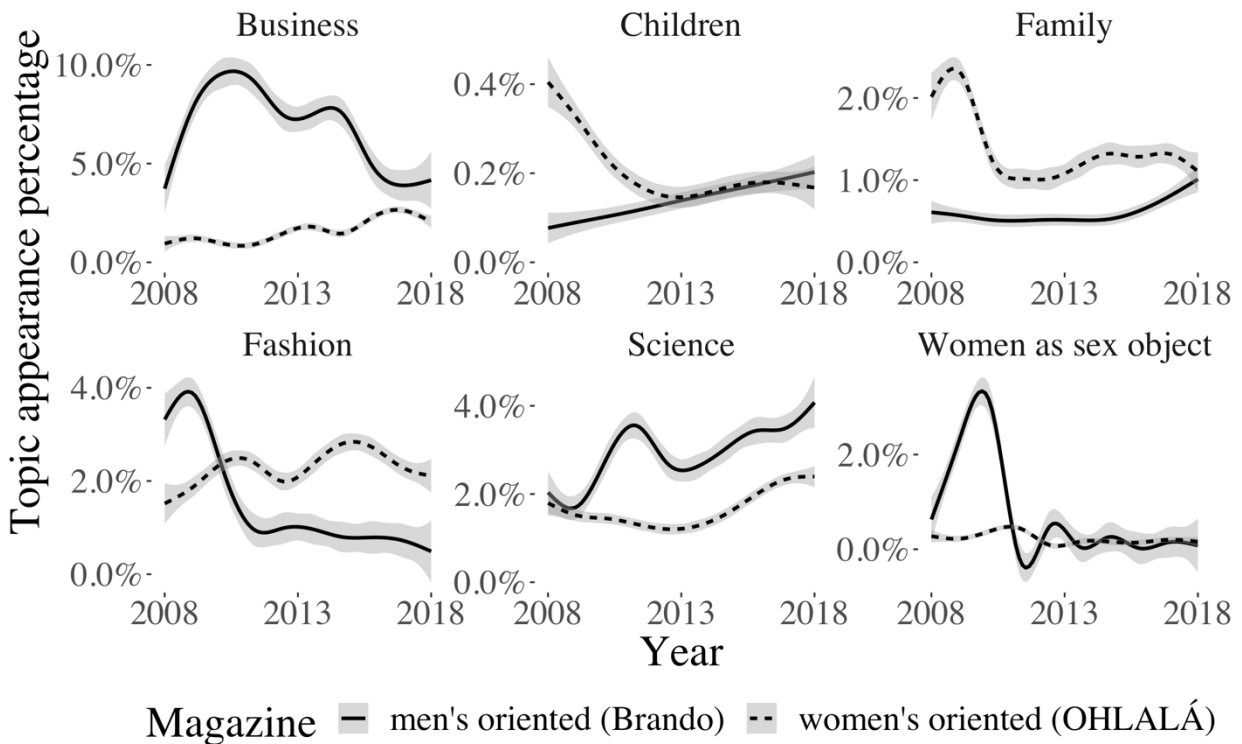 Topic appearance percentage
Business
10.0%
5.0%
0.0%
2008 2013 2018
Children
0.4%
0.2%
0.0%
2008 2013 2018
Family
2.0%
1.0%
0.0%
2008 2013 2018
Fashion
4.0%
2.0%
0.0%
2008 2013 2018
Science
4.0%
2.0%
0.0%
2008 2013 2018
Women as sex object
2.0%
0.0%
2008 2013 2018
Year
Magazine men's oriented (Brando) women's oriented (OHLALÁ)